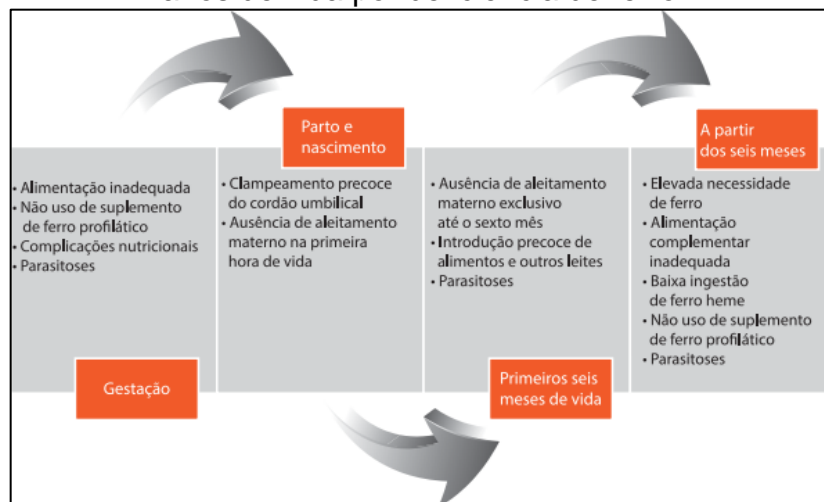 Gestação
• Alimentação inadequada
• Não uso de suplemento
de ferro profilático
• Complicações nutricionais
• Parasitoses
Parto e
nascimento
• Clampeamento precoce
do cordão umbilical
• Ausência de aleitamento
materno na primeira
hora de vida
Primeiros seis
meses de vida
• Ausência de aleitamento
materno exclusivo
até o sexto mês
• Introdução precoce de
alimentos e outros leites
• Parasitoses
A partir
dos seis meses
• Elevada necessidade
de ferro
• Alimentação
complementar
inadequada
• Baixa ingestão
de ferro heme
• Não uso de suplemento
de ferro profilático
• Parasitoses